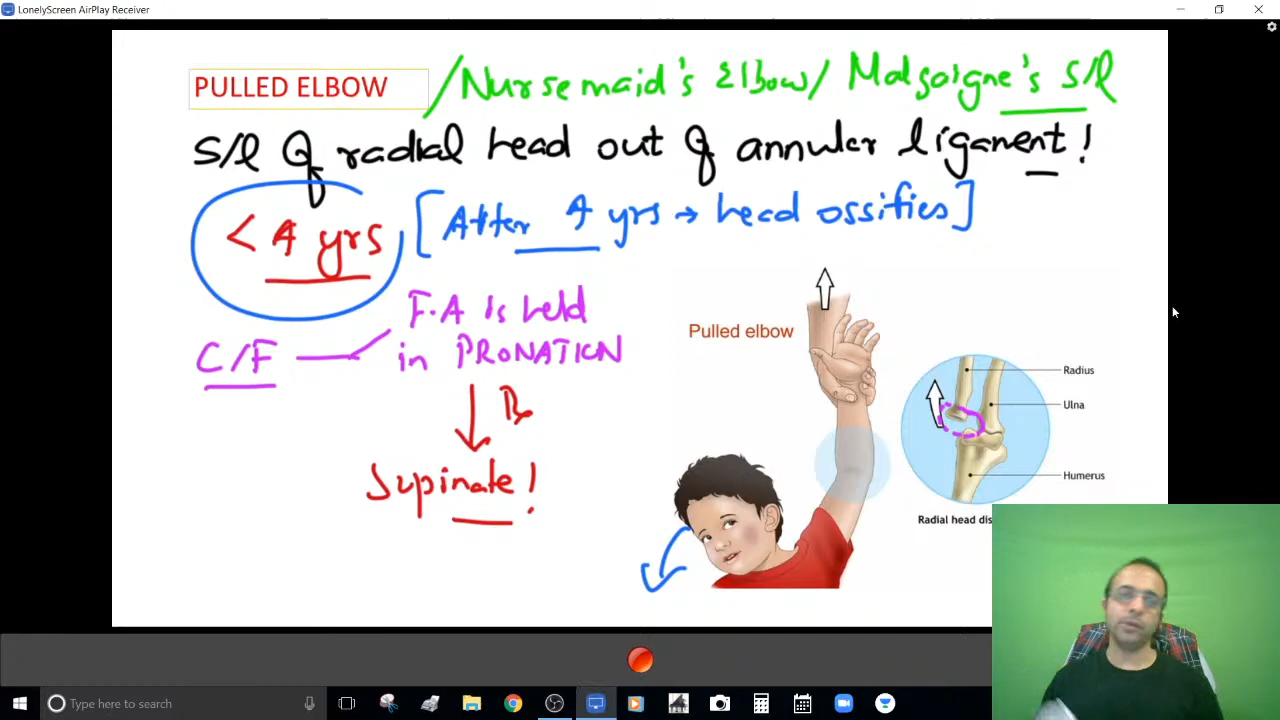 LonelyScreen AirPlay Receiver
PULLED ELBOW /Nursemaid's Elbow/ Malgaigne's S/l
S/l of radial head out of annular ligament!
< 4 yrs [After 4 yrs → head ossifies]
C/F F.A is held
in PRONATION
Rx
Supinate!
Pulled elbow
Radius
Ulna
Humerus
Radial head dis
Type here to search